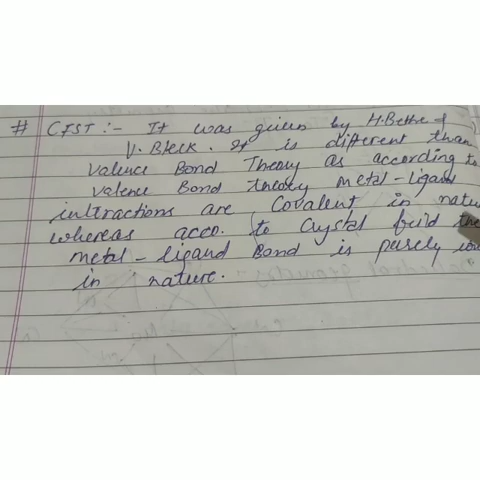 # CFST :- It was given by H. Bethe &
V. Bleck. It is different than
Valence Bond Theory as according to
valence Bond theory metal-ligand
interactions are Covalent in natu
whereas acco. to Crystal feild the
metal-ligand Bond is purely
in nature.